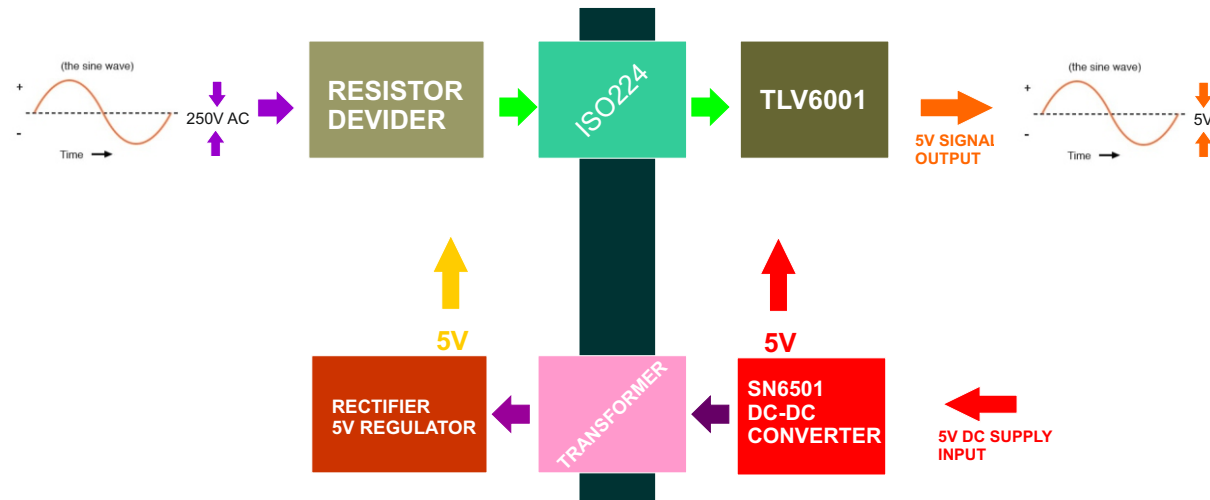 (the sine wave)
+
-
Time
250V AC
RESISTOR
DEVIDER
ISO224
TLV6001
5V SIGNAL
OUTPUT
(the sine wave)
+
-
Time
5V
5V
5V
RECTIFIER
5V REGULATOR
TRANSFORMER
SN6501
DC-DC
CONVERTER
5V DC SUPPLY
INPUT